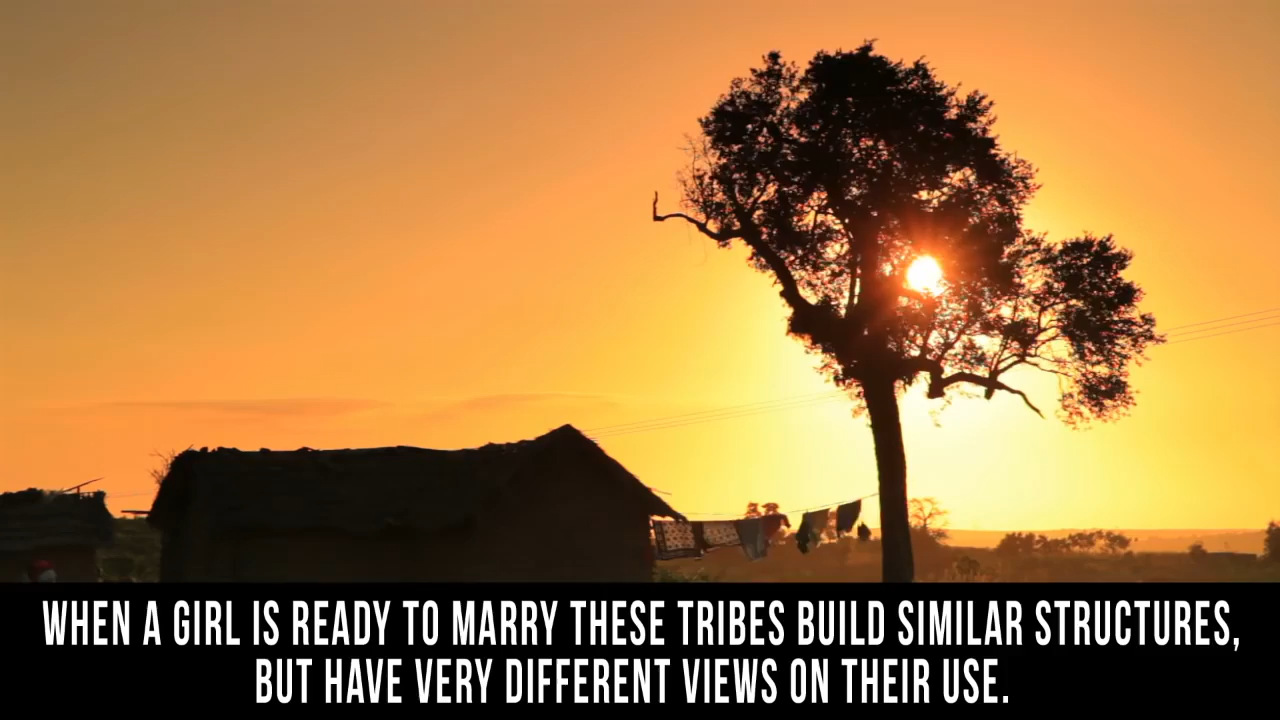 WHEN A GIRL IS READY TO MARRY THESE TRIBES BUILD SIMILAR STRUCTURES,
BUT HAVE VERY DIFFERENT VIEWS ON THEIR USE.